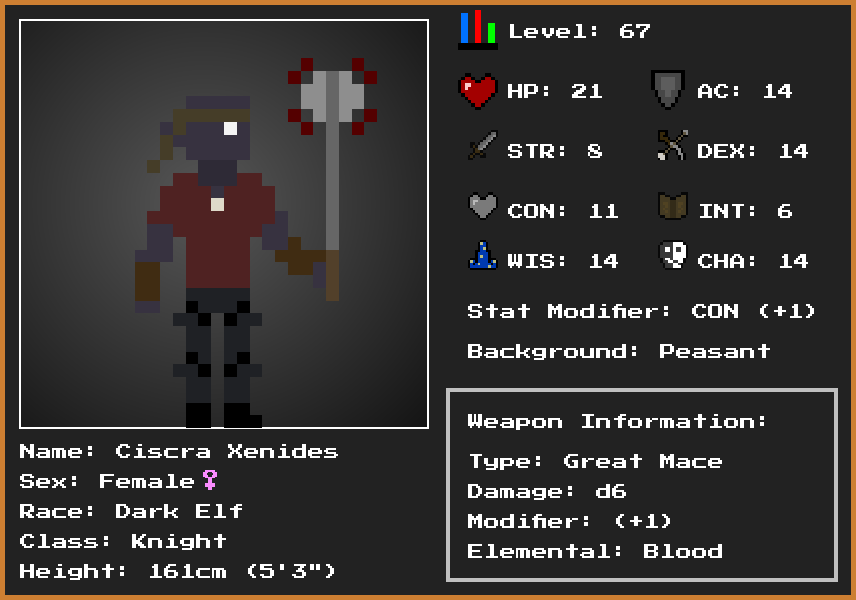 Level: 67
HP: 21
AC: 14
STR: 8
DEX: 14
CON: 11
INT: 6
WIS: 14
CHA: 14
Stat Modifier: CON (+1)
Background: Peasant
Weapon Information:
Type: Great Mace
Damage: d6
Modifier: (+1)
Elemental: Blood
Name: Ciscra Xenides
Sex: Female♀
Race: Dark Elf
Class: Knight
Height: 161cm (5'3")